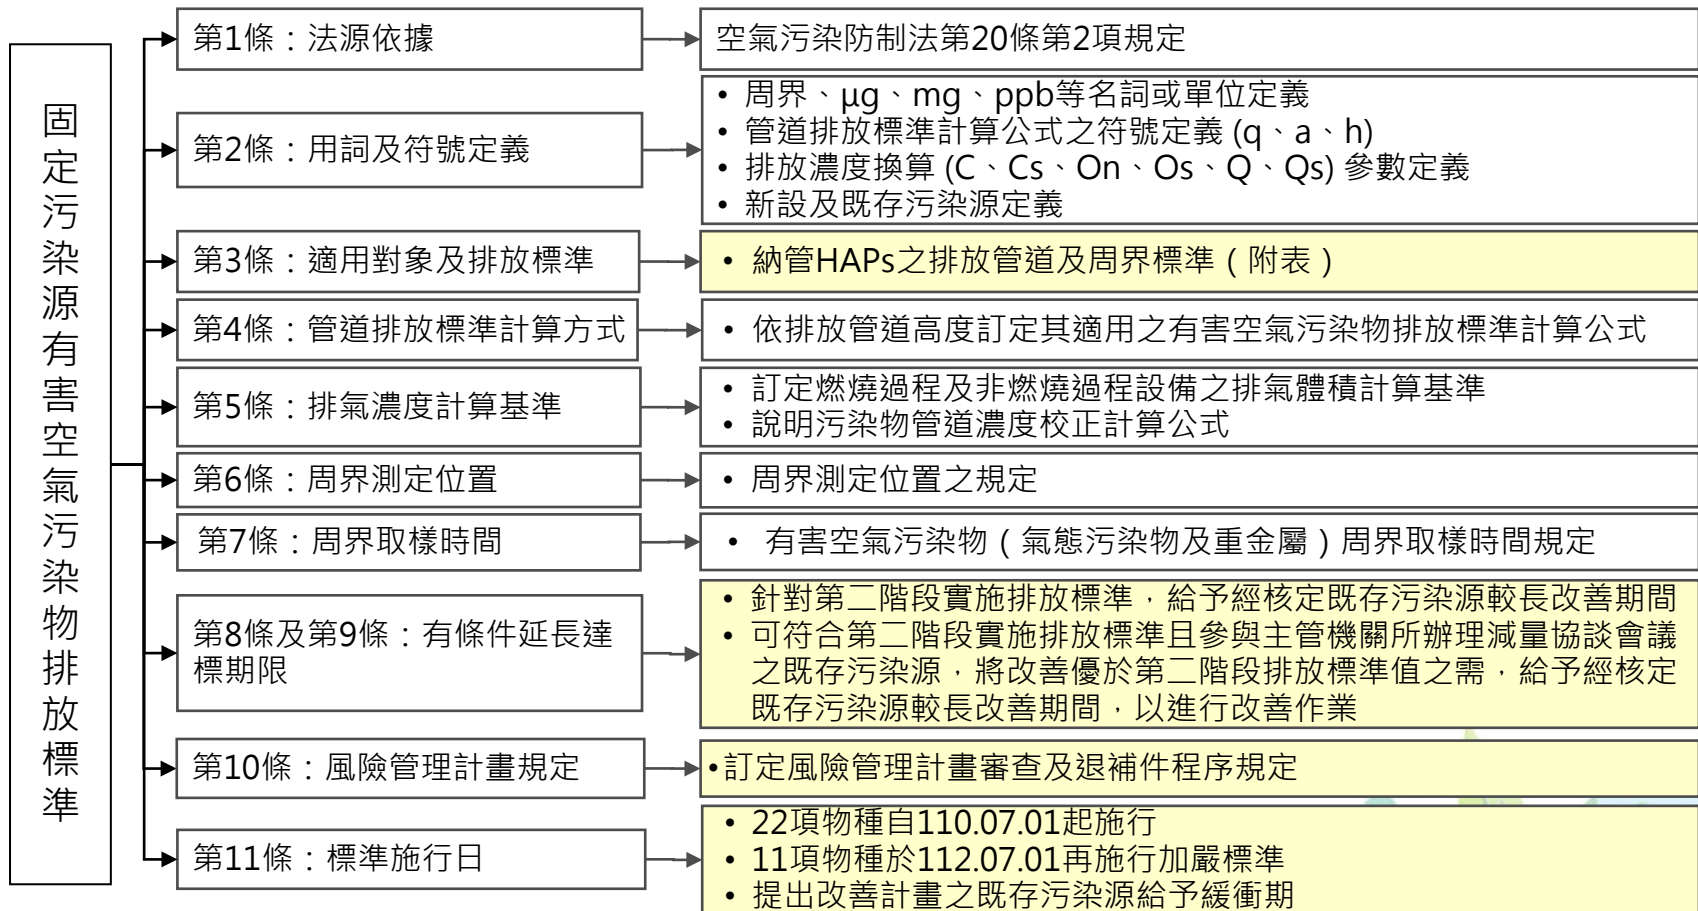 固定污染源有害空氣污染物排放標準
第1條：法源依據
空氣污染防制法第20條第2項規定
第2條：用詞及符號定義
• 周界、μg、mg、ppb等名詞或單位定義
• 管道排放標準計算公式之符號定義 (q、a、h)
• 排放濃度換算 (C、Cs、On、Os、Q、Qs) 參數定義
• 新設及既存污染源定義
第3條：適用對象及排放標準
• 納管HAPs之排放管道及周界標準（附表）
第4條：管道排放標準計算方式
• 依排放管道高度訂定其適用之有害空氣污染物排放標準計算公式
第5條：排氣濃度計算基準
• 訂定燃燒過程及非燃燒過程設備之排氣體積計算基準
• 說明污染物管道濃度校正計算公式
第6條：周界測定位置
• 周界測定位置之規定
第7條：周界取樣時間
• 有害空氣污染物（氣態污染物及重金屬）周界取樣時間規定
第8條及第9條：有條件延長達
標期限
• 針對第二階段實施排放標準，給予經核定既存污染源較長改善期間
• 可符合第二階段實施排放標準且參與主管機關所辦理減量協談會議
之既存污染源，將改善優於第二階段排放標準值之需，給予經核定
既存污染源較長改善期間，以進行改善作業
第10條：風險管理計畫規定
•訂定風險管理計畫審查及退補件程序規定
第11條：標準施行日
• 22項物種自110.07.01起施行
• 11項物種於112.07.01再施行加嚴標準
• 提出改善計畫之既存污染源給予緩衝期